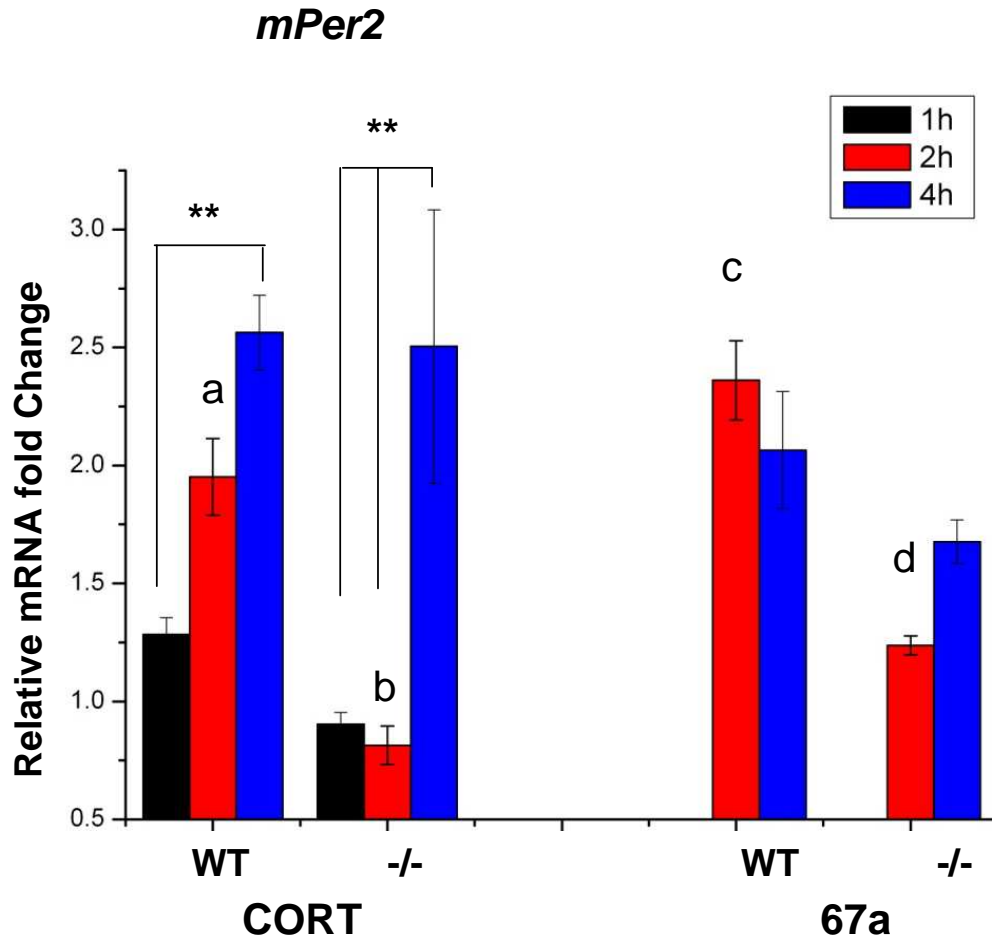 mPer2
1h
2h
4h
**
**
Relative mRNA fold Change
3.0
2.5
2.0
1.5
1.0
0.5
a
b
c
d
WT -/- WT -/-
CORT 67a